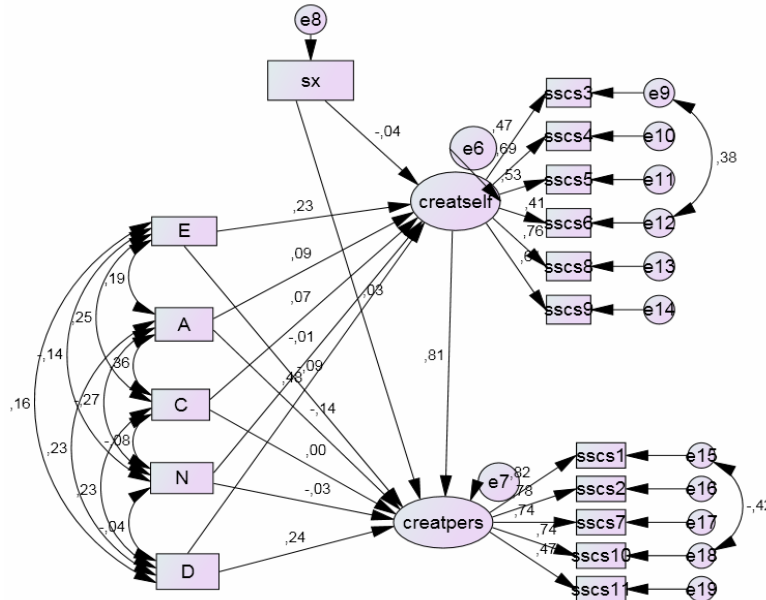 e8
sx
-,04
e6
,47
,69
,53
,41
,76
creatself
sscs3
e9
sscs4
e10
sscs5
e11
sscs6
e12
sscs8
e13
sscs9
e14
,38
E
,23
,19
A
,09
,07
,03
-,01
,25
-,14
,36
C
-,09
,48
-,14
,16
-,27
-,08
,00
N
-,03
,23
,23
-,04
D
,24
,81
e7
,82
,78
,74
,74
,47
creatpers
sscs1
e15
sscs2
e16
sscs7
e17
sscs10
e18
sscs11
e19